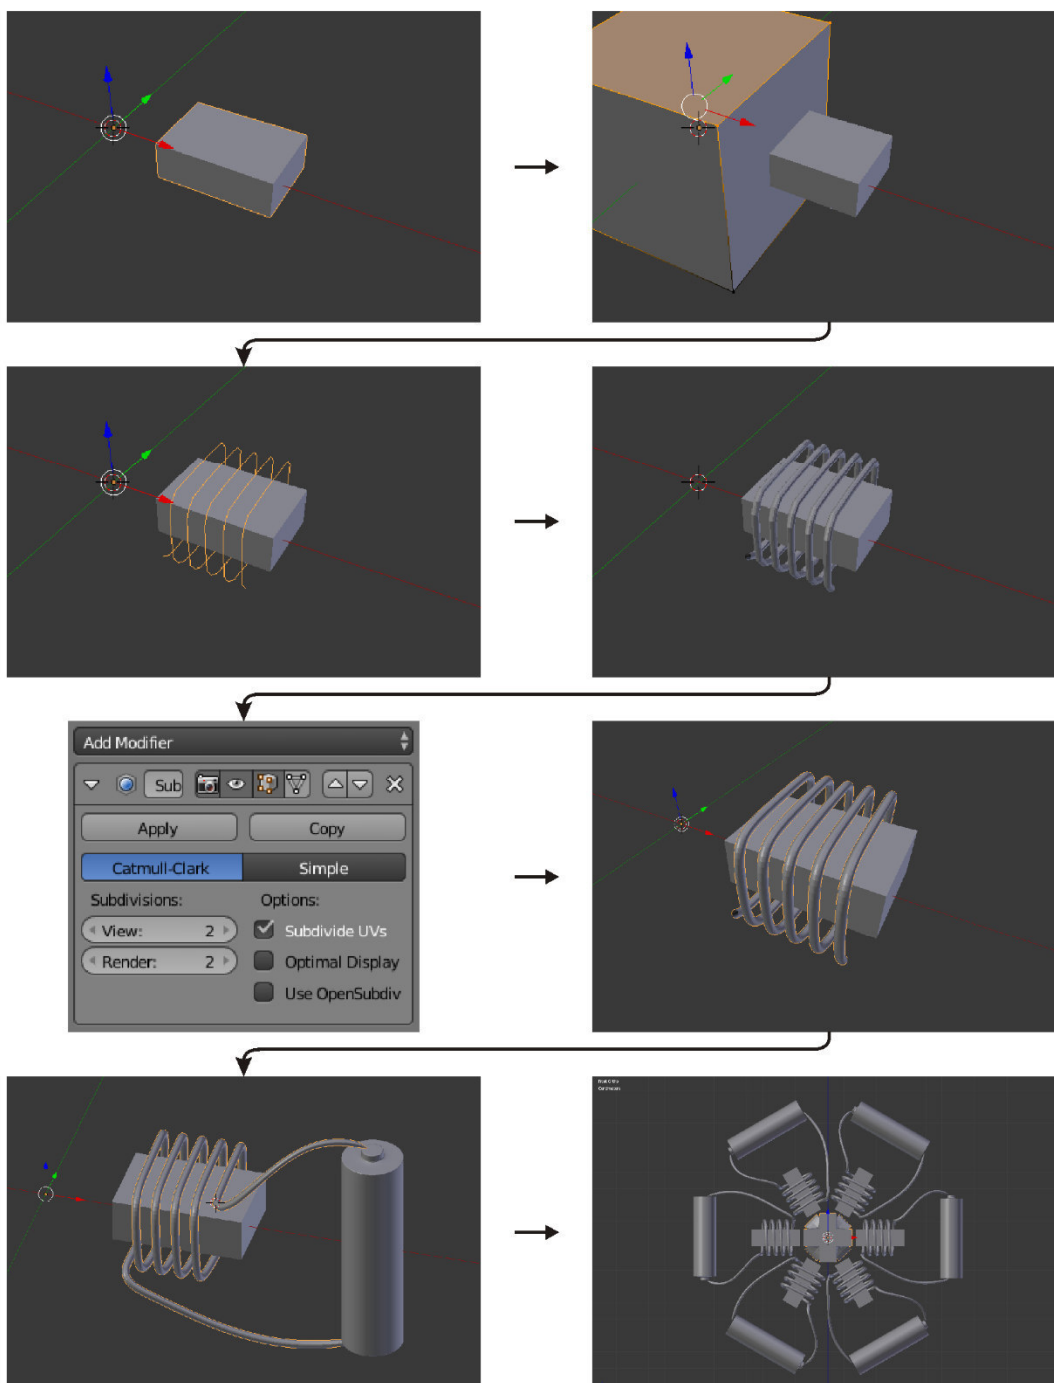 Add Modifier
Sub
Apply Copy
Catmull-Clark Simple
Subdivisions: Options:
View: 2 Subdivide UVs
Render: 2 Optimal Display
Use OpenSubdiv